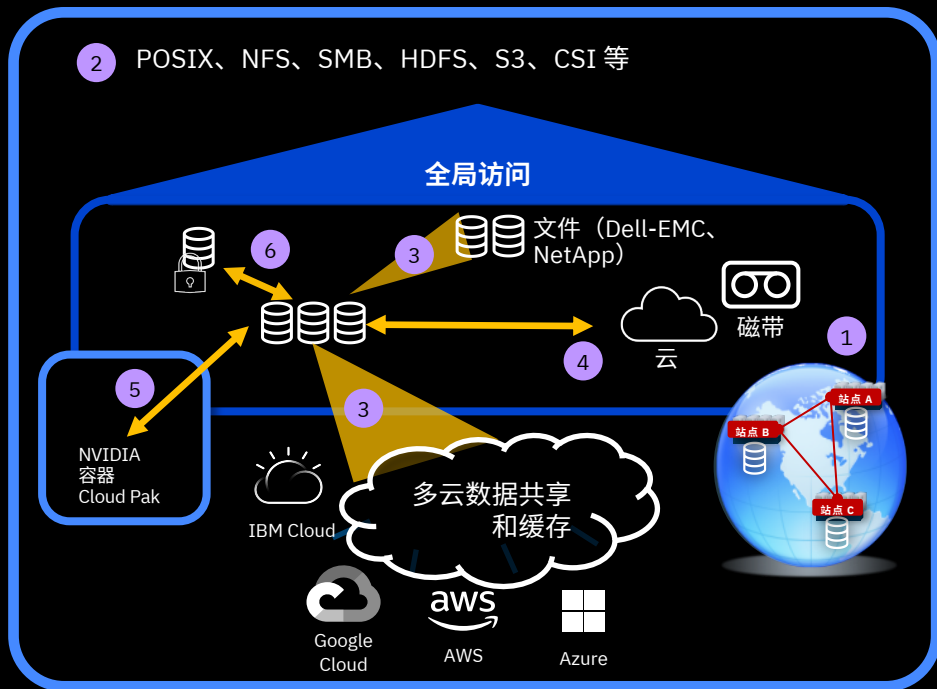 2 POSIX、NFS、SMB、HDFS、S3、CSI 等
全局访问
6
3
文件（Dell-EMC、
NetApp）
磁带
云
4
1
5
NVIDIA
容器
Cloud Pak
3
站点 A
站点 B
站点 C
多云数据共享
和缓存
IBM Cloud
Google
Cloud
aws
AWS
Azure